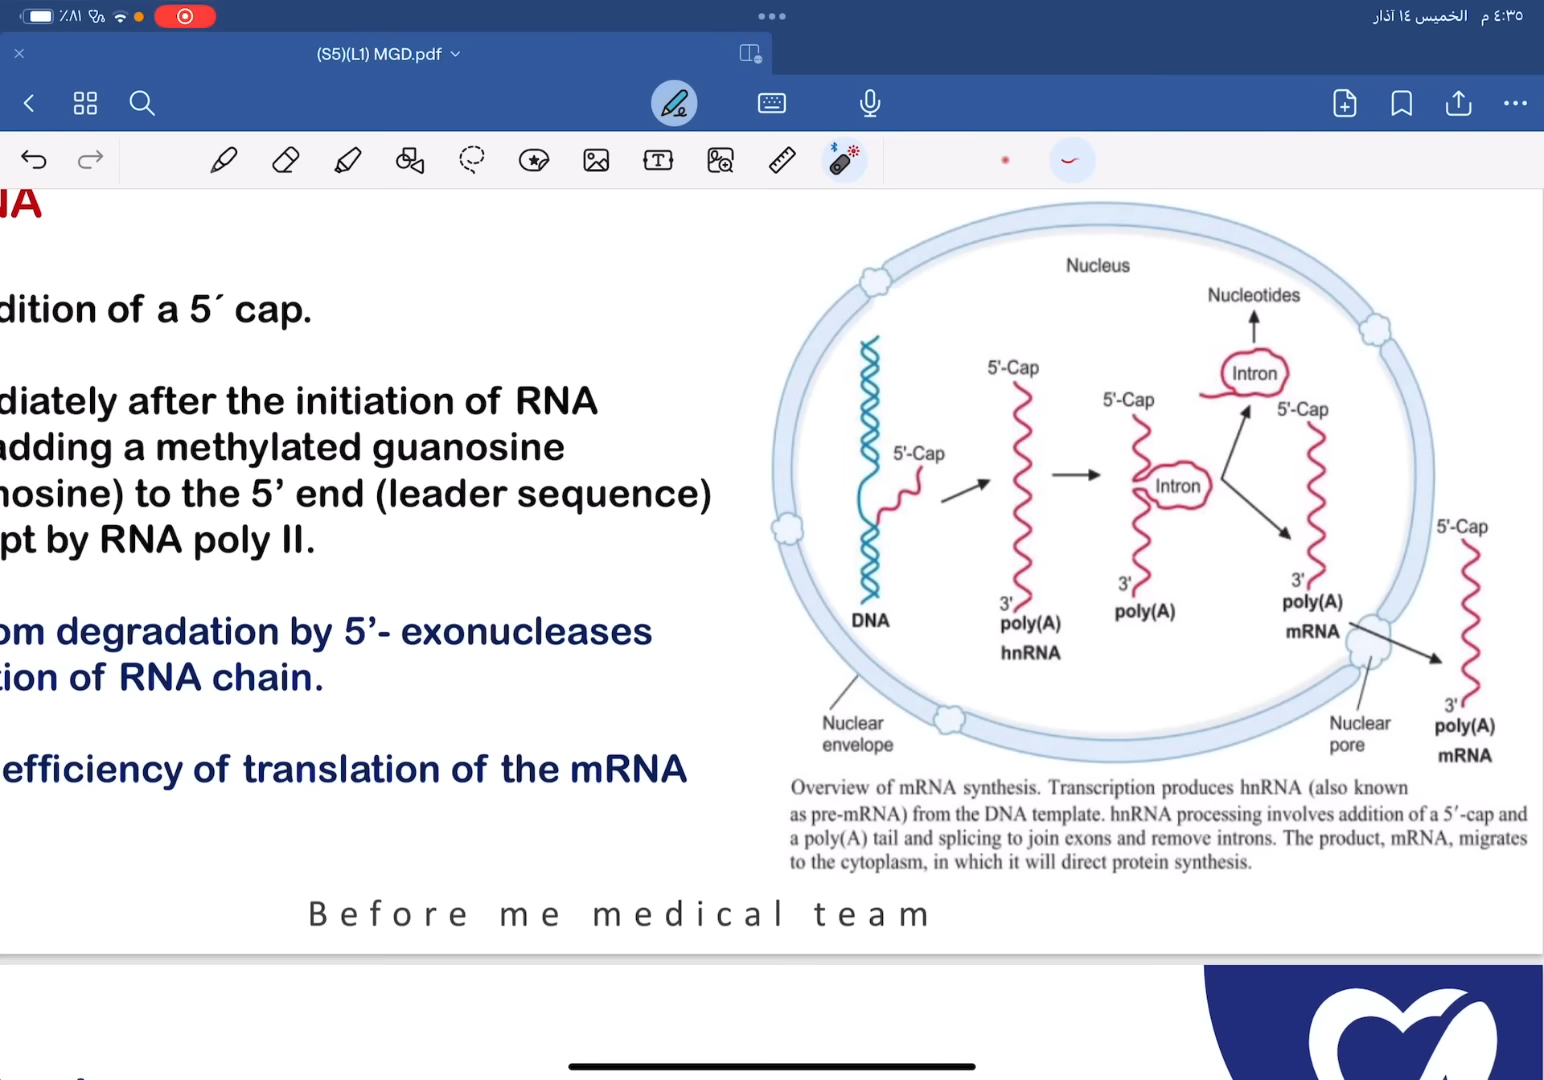 ٪٨١
٤:٣٥ م الخميس ١٤ آذار
(S5)(L1) MGD.pdf
NA
dition of a 5´ cap.
diately after the initiation of RNA
adding a methylated guanosine
nosine) to the 5’ end (leader sequence)
pt by RNA poly II.
om degradation by 5’- exonucleases
tion of RNA chain.
efficiency of translation of the mRNA
Nucleus
Nucleotides
Intron
5'-Cap
5'-Cap
5'-Cap
5'-Cap
Intron
5'-Cap
3'
3'
3'
3'
DNA
poly(A)
hnRNA
poly(A)
poly(A)
mRNA
Nuclear
envelope
Nuclear
pore
poly(A)
mRNA
Overview of mRNA synthesis. Transcription produces hnRNA (also known
as pre-mRNA) from the DNA template. hnRNA processing involves addition of a 5′-cap and
a poly(A) tail and splicing to join exons and remove introns. The product, mRNA, migrates
to the cytoplasm, in which it will direct protein synthesis.
Before me medical team